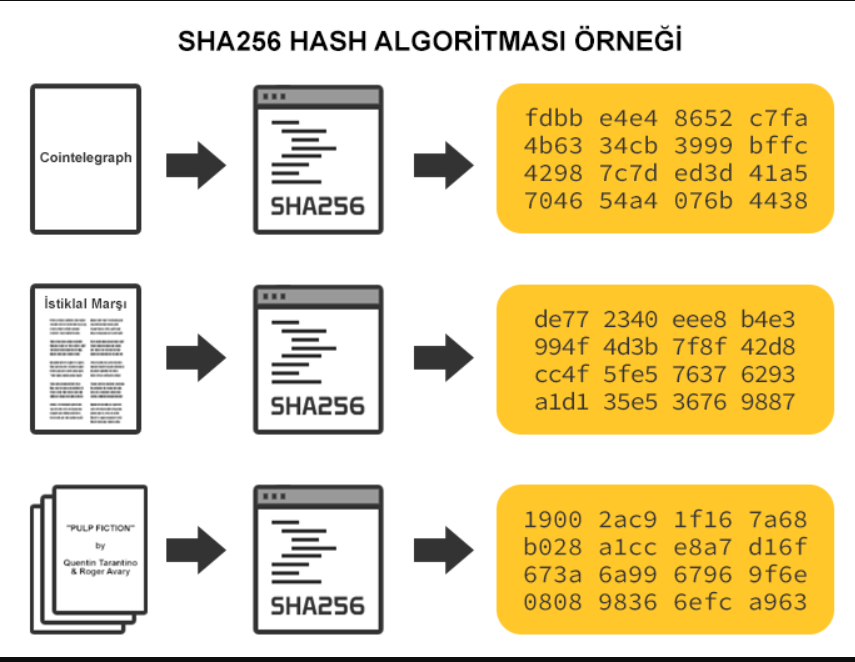 SHA256 HASH ALGORİTMASI ÖRNEĞİ
Cointelegraph
SHA256
fdbb e4e4 8652 c7fa
4b63 34cb 3999 bffc
4298 7c7d ed3d 41a5
7046 54a4 076b 4438
İstiklal Marşı
SHA256
de77 2340 eee8 b4e3
994f 4d3b 7f8f 42d8
cc4f 5fe5 7637 6293
a1d1 35e5 3676 9887
"PULP FICTION"
by
Quentin Tarantino
& Roger Avary
SHA256
1900 2ac9 1f16 7a68
b028 a1cc e8a7 d16f
673a 6a99 6796 9f6e
0808 9836 6efc a963